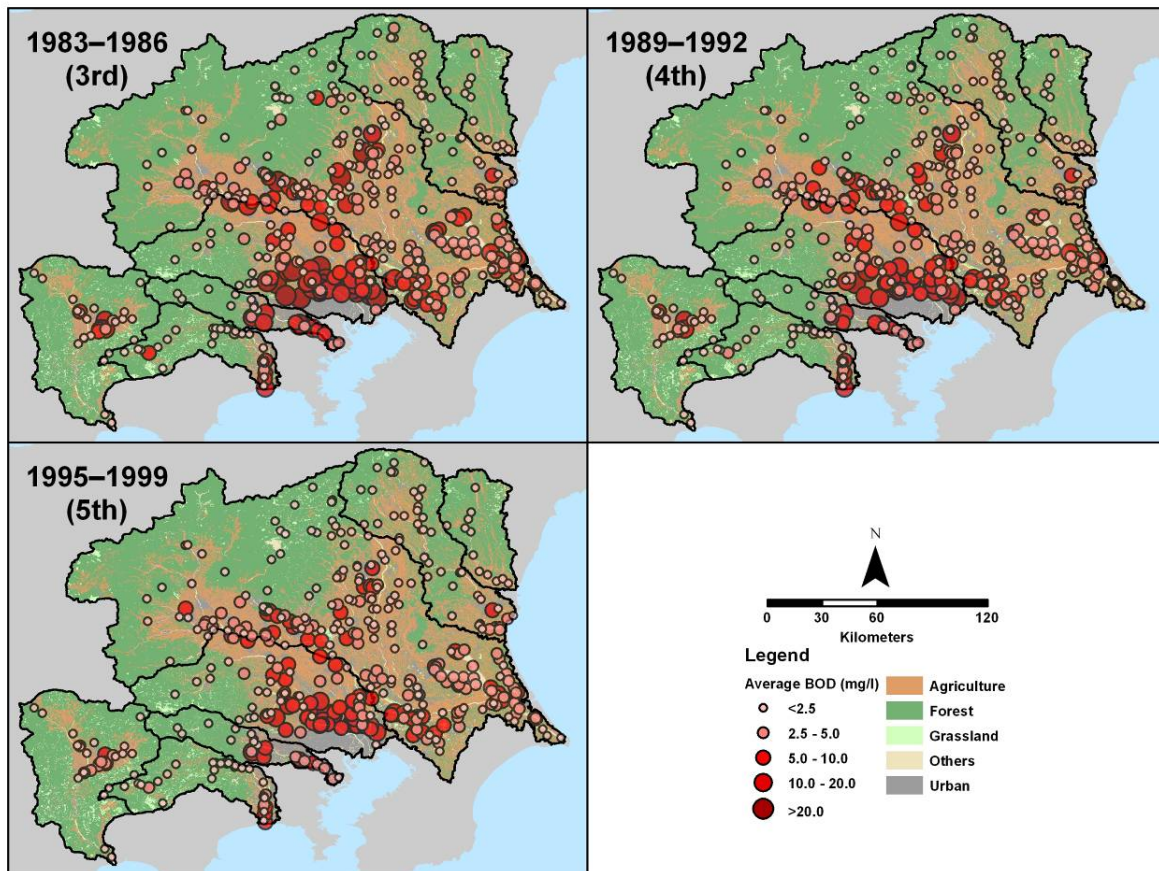 1983–1986
(3rd)
1989–1992
(4th)
1995–1999
(5th)
N
0 30 60 120
Kilometers
Legend
Average BOD (mg/l)
<2.5
2.5 - 5.0
5.0 - 10.0
10.0 - 20.0
>20.0
Agriculture
Forest
Grassland
Others
Urban